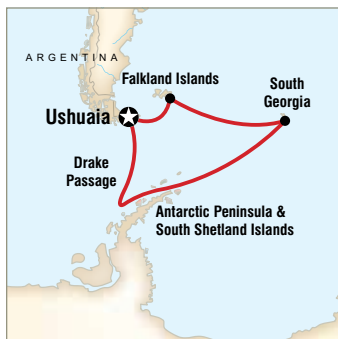 ARGENTINA
Falkland Islands
South
Georgia
Ushuaia
Drake
Passage
Antarctic Peninsula &
South Shetland Islands